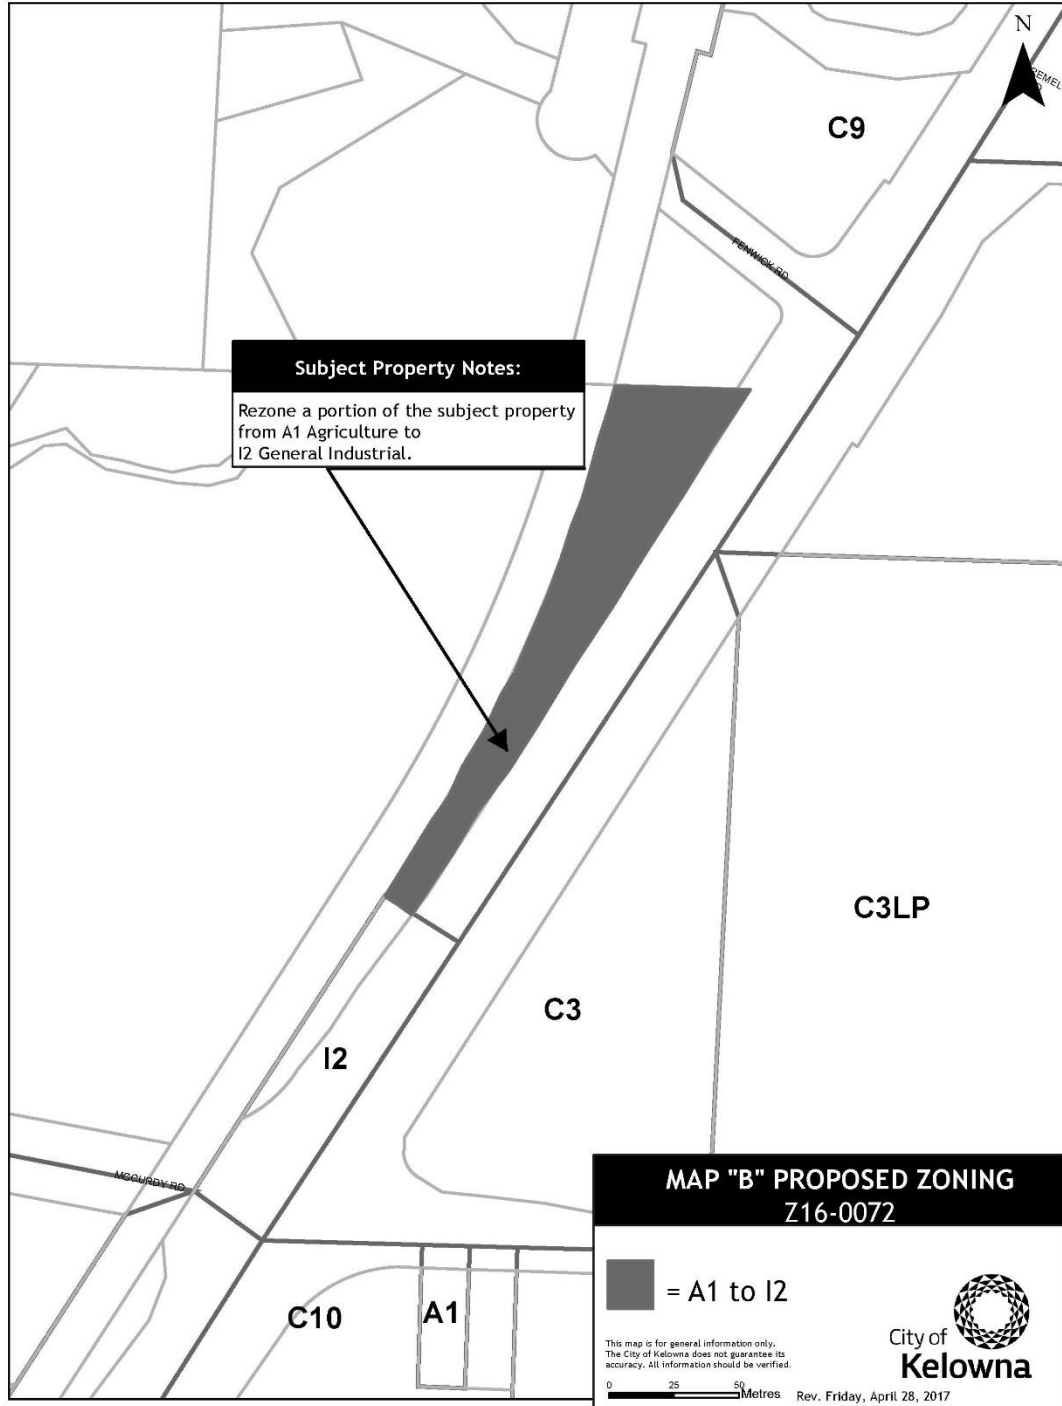 N
C9
FENWICK RD
Subject Property Notes:
Rezone a portion of the subject property
from A1 Agriculture to
I2 General Industrial.
C3LP
C3
I2
MCCURDY RD
C10
A1
MAP "B" PROPOSED ZONING
Z16-0072
= A1 to I2
This map is for general information only.
The City of Kelowna does not guarantee its
accuracy. All information should be verified.
0 25 50
Metres
Rev. Friday, April 28, 2017
City of
Kelowna